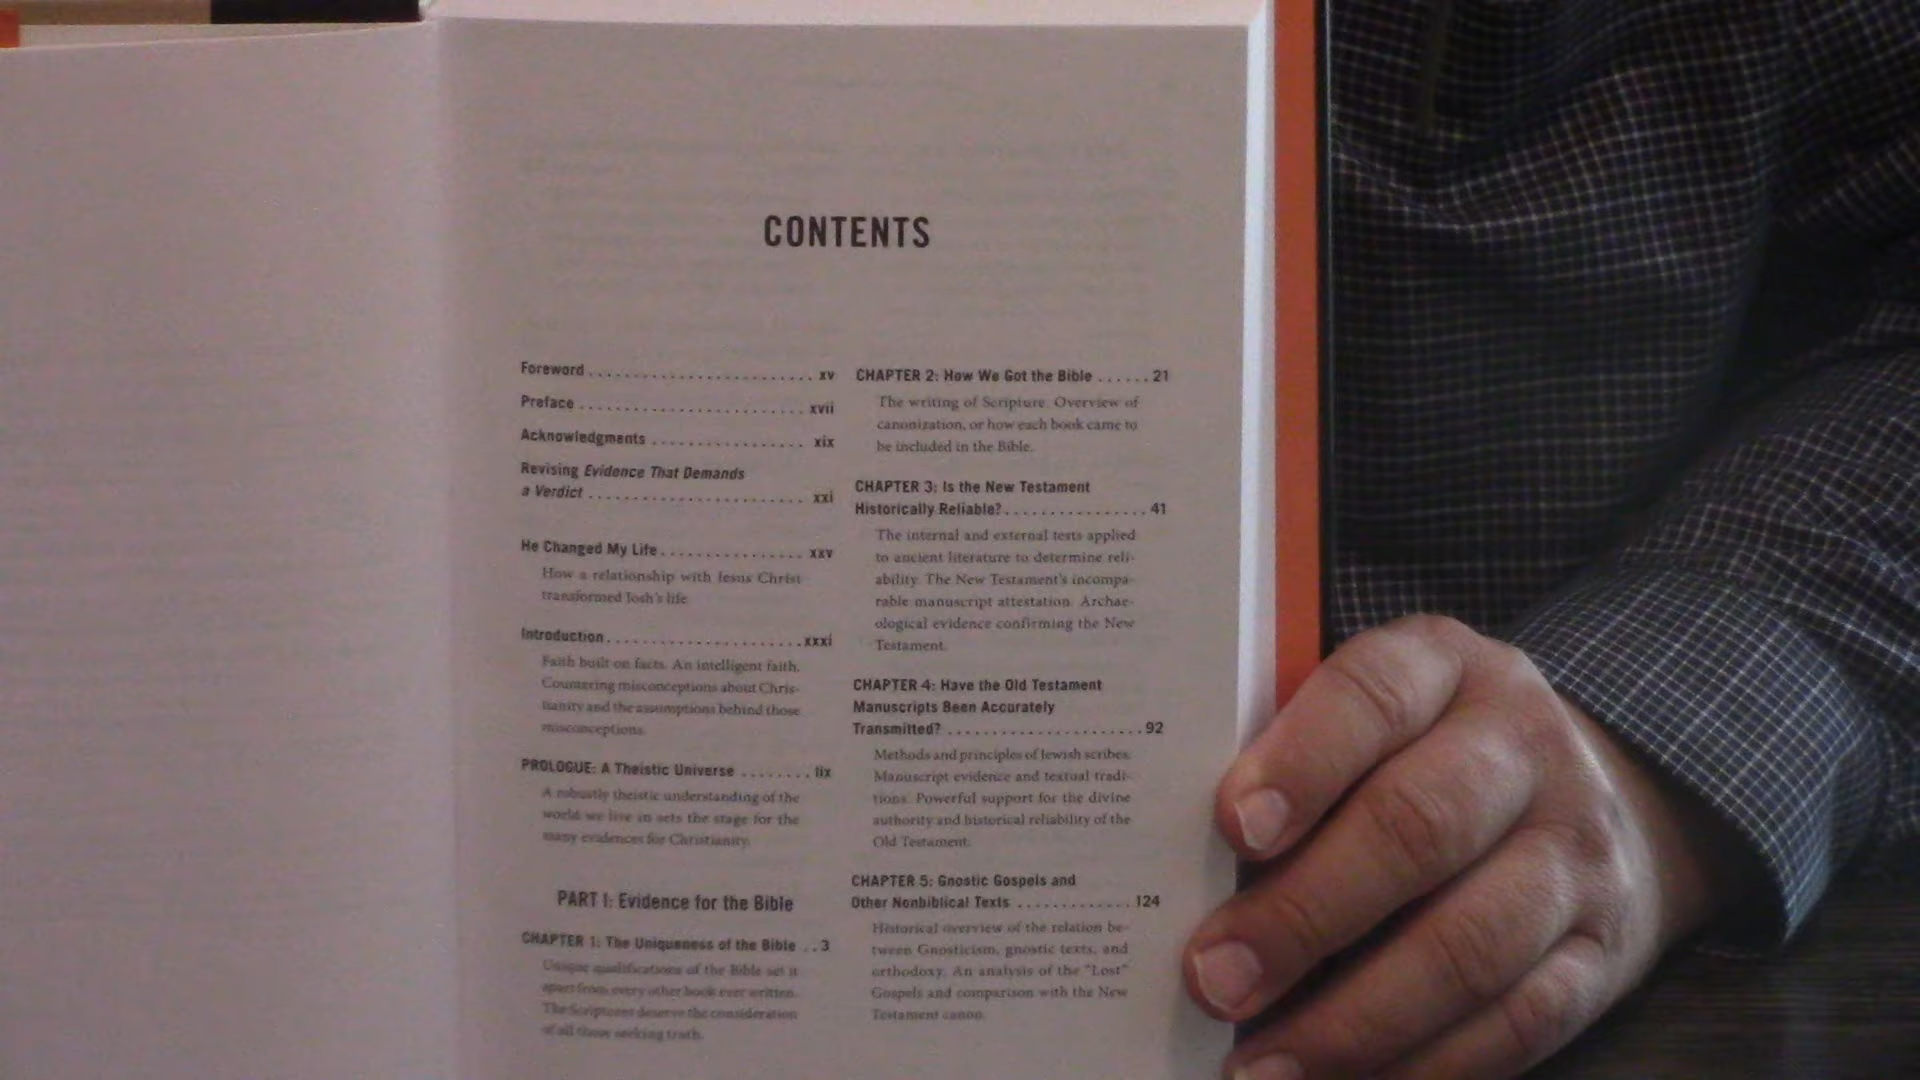 CONTENTS
Foreword . . . . . . . . . . . . . . . . . . . . . . . . . . xv
Preface . . . . . . . . . . . . . . . . . . . . . . . . . xvii
Acknowledgments . . . . . . . . . . . . . . . . . xix
Revising Evidence That Demands
a Verdict . . . . . . . . . . . . . . . . . . . . . . . . . xxi
He Changed My Life . . . . . . . . . . . . . . . . xxv
How a relationship with Jesus Christ
transformed Josh's life.
Introduction . . . . . . . . . . . . . . . . . . . . . . xxxi
Faith built on facts. An intelligent faith.
Countering misconceptions about Chris-
tianity and the assumptions behind those
misconceptions.
PROLOGUE: A Theistic Universe . . . . . . . . lix
A robustly theistic understanding of the
world we live in sets the stage for the
many evidences for Christianity.
PART I: Evidence for the Bible
CHAPTER 1: The Uniqueness of the Bible . . 3
Unique qualifications of the Bible set it
apart from every other book ever written.
The Scriptures deserve the consideration
of all those seeking truth.
CHAPTER 2: How We Got the Bible . . . . . . 21
The writing of Scripture. Overview of
canonization, or how each book came to
be included in the Bible.
CHAPTER 3: Is the New Testament
Historically Reliable? . . . . . . . . . . . . . . . . 41
The internal and external tests applied
to ancient literature to determine reli-
ability. The New Testament's incompa-
rable manuscript attestation. Archae-
ological evidence confirming the New
Testament.
CHAPTER 4: Have the Old Testament
Manuscripts Been Accurately
Transmitted? . . . . . . . . . . . . . . . . . . . . . . 92
Methods and principles of Jewish scribes.
Manuscript evidence and textual tradi-
tions. Powerful support for the divine
authority and historical reliability of the
Old Testament.
CHAPTER 5: Gnostic Gospels and
Other Nonbiblical Texts . . . . . . . . . . . . . 124
Historical overview of the relation be-
tween Gnosticism, gnostic texts, and
orthodoxy. An analysis of the "Lost"
Gospels and comparison with the New
Testament canon.